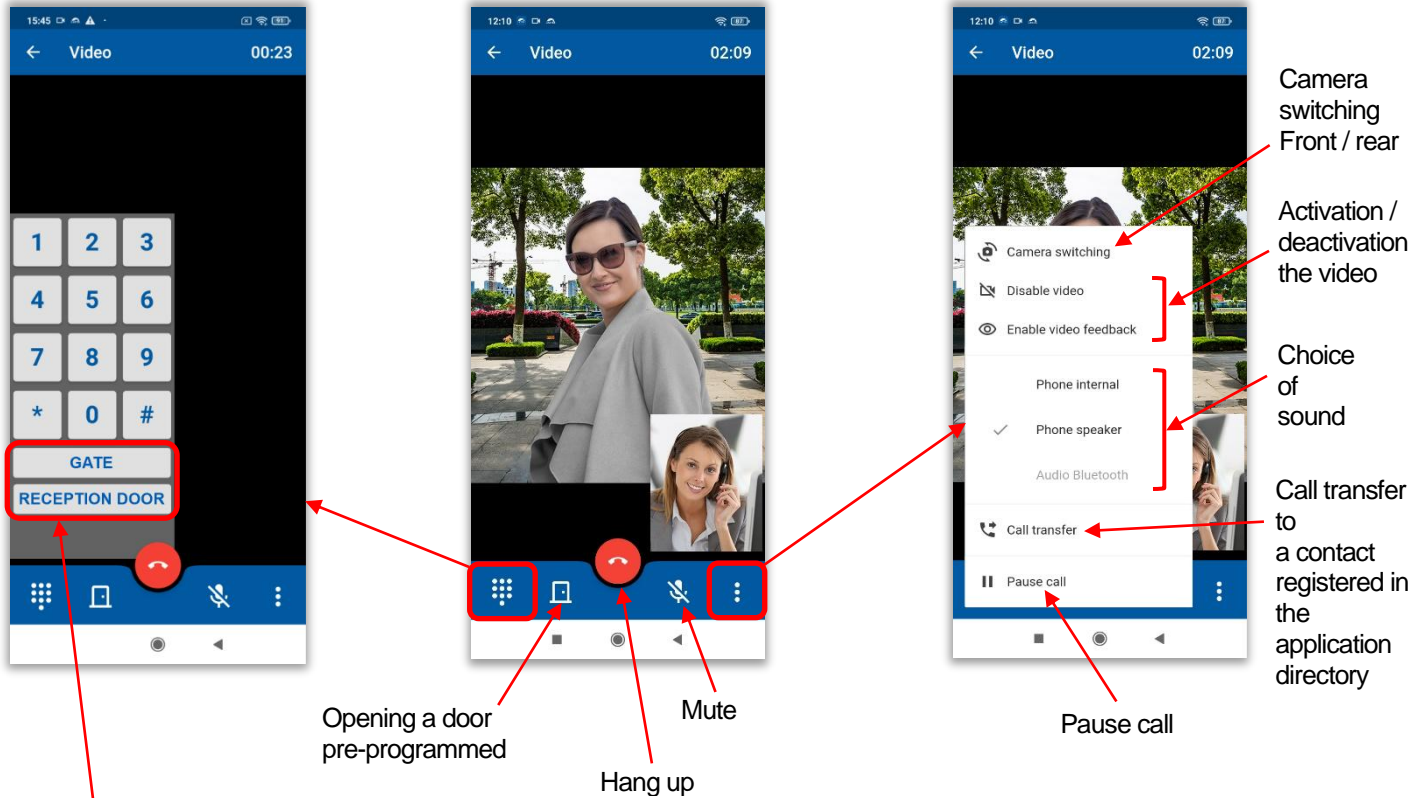 15:45
91
Video
00:23
1 2 3
4 5 6
7 8 9
* 0 #
GATE
RECEPTION DOOR
12:10
87
Video
02:09
Opening a door
pre-programmed
Hang up
Mute
12:10
87
Video
02:09
Camera switching
Disable video
Enable video feedback
Phone internal
Phone speaker
Audio Bluetooth
Call transfer
Pause call
Camera
switching
Front / rear
Activation /
deactivation
the video
Choice
of
sound
Call transfer
to
a contact
registered in
the
application
directory
Pause call